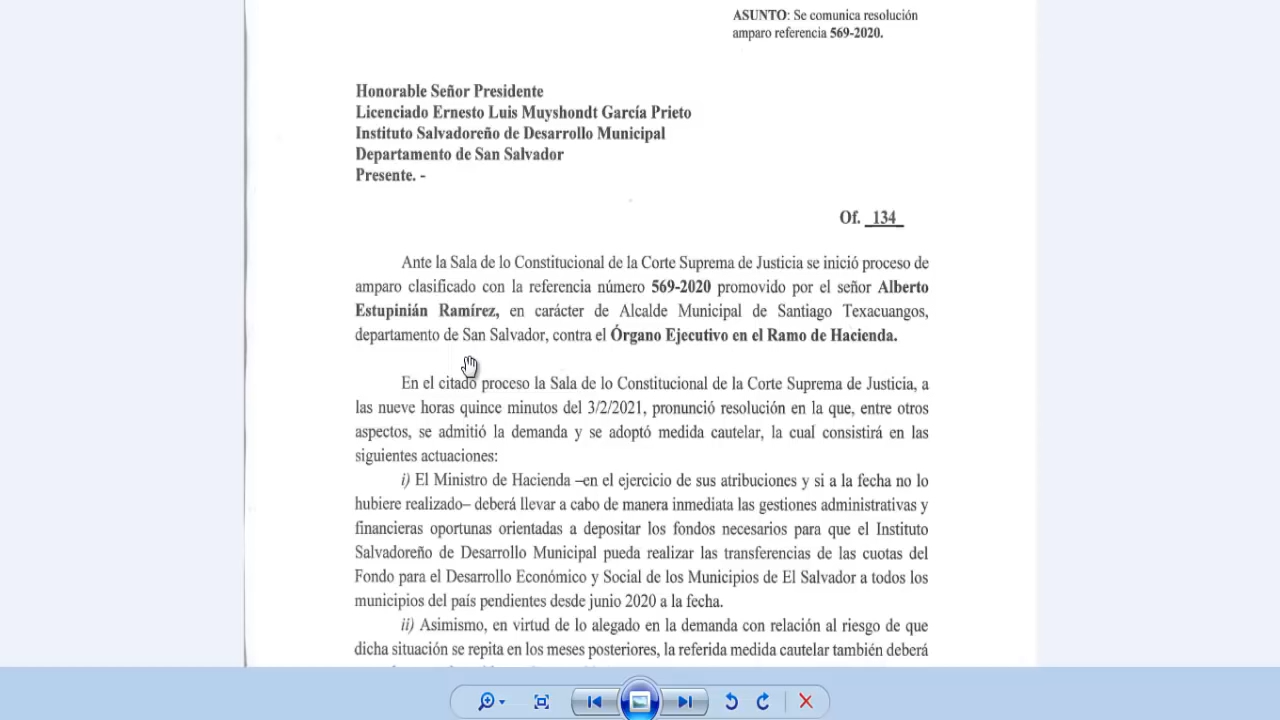 ASUNTO: Se comunica resolución
amparo referencia 569-2020.
Honorable Señor Presidente
Licenciado Ernesto Luis Muyshondt García Prieto
Instituto Salvadoreño de Desarrollo Municipal
Departamento de San Salvador
Presente. -
Of. _134_
Ante la Sala de lo Constitucional de la Corte Suprema de Justicia se inició proceso de
amparo clasificado con la referencia número 569-2020 promovido por el señor Alberto
Estupinián Ramírez, en carácter de Alcalde Municipal de Santiago Texacuangos,
departamento de San Salvador, contra el Órgano Ejecutivo en el Ramo de Hacienda.
En el citado proceso la Sala de lo Constitucional de la Corte Suprema de Justicia, a
las nueve horas quince minutos del 3/2/2021, pronunció resolución en la que, entre otros
aspectos, se admitió la demanda y se adoptó medida cautelar, la cual consistirá en las
siguientes actuaciones:
i) El Ministro de Hacienda –en el ejercicio de sus atribuciones y si a la fecha no lo
hubiere realizado– deberá llevar a cabo de manera inmediata las gestiones administrativas y
financieras oportunas orientadas a depositar los fondos necesarios para que el Instituto
Salvadoreño de Desarrollo Municipal pueda realizar las transferencias de las cuotas del
Fondo para el Desarrollo Económico y Social de los Municipios de El Salvador a todos los
municipios del país pendientes desde junio 2020 a la fecha.
ii) Asimismo, en virtud de lo alegado en la demanda con relación al riesgo de que
dicha situación se repita en los meses posteriores, la referida medida cautelar también deberá